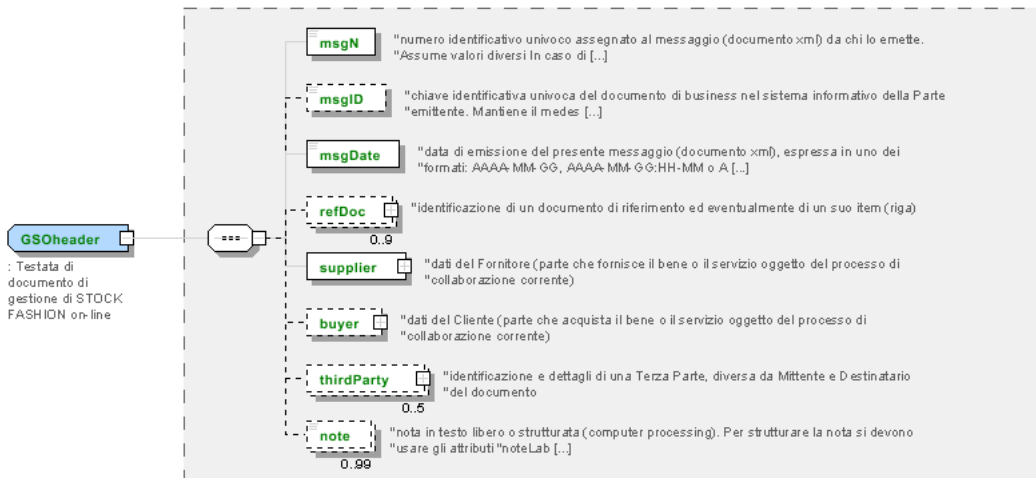 msgN
"numero identificativo univoco assegnato al messaggio (documento xml) da chi lo emette.
"Assume valori diversi In caso di [...]
msgID
"chiave identificativa univoca del documento di business nel sistema informativo della Parte
"emittente. Mantiene il medes [...]
msgDate
"data di emissione del presente messaggio (documento xml), espressa in uno dei
"formati: AAAA-MM-GG, AAAA-MM-GG:HH-MM o A [...]
refDoc
"identificazione di un documento di riferimento ed eventualmente di un suo item (riga)
0..9
GSOheader
: Testata di
documento di
gestione di STOCK
FASHION on-line
supplier
"dati del Fornitore (parte che fornisce il bene o il servizio oggetto del processo di
"collaborazione corrente)
buyer
"dati del Cliente (parte che acquista il bene o il servizio oggetto del processo di
"collaborazione corrente)
thirdParty
"identificazione e dettagli di una Terza Parte, diversa da Mittente e Destinatario
"del documento
0..5
note
"nota in testo libero o strutturata (computer processing). Per strutturare la nota si devono
"usare gli attributi "noteLab [...]
0..99